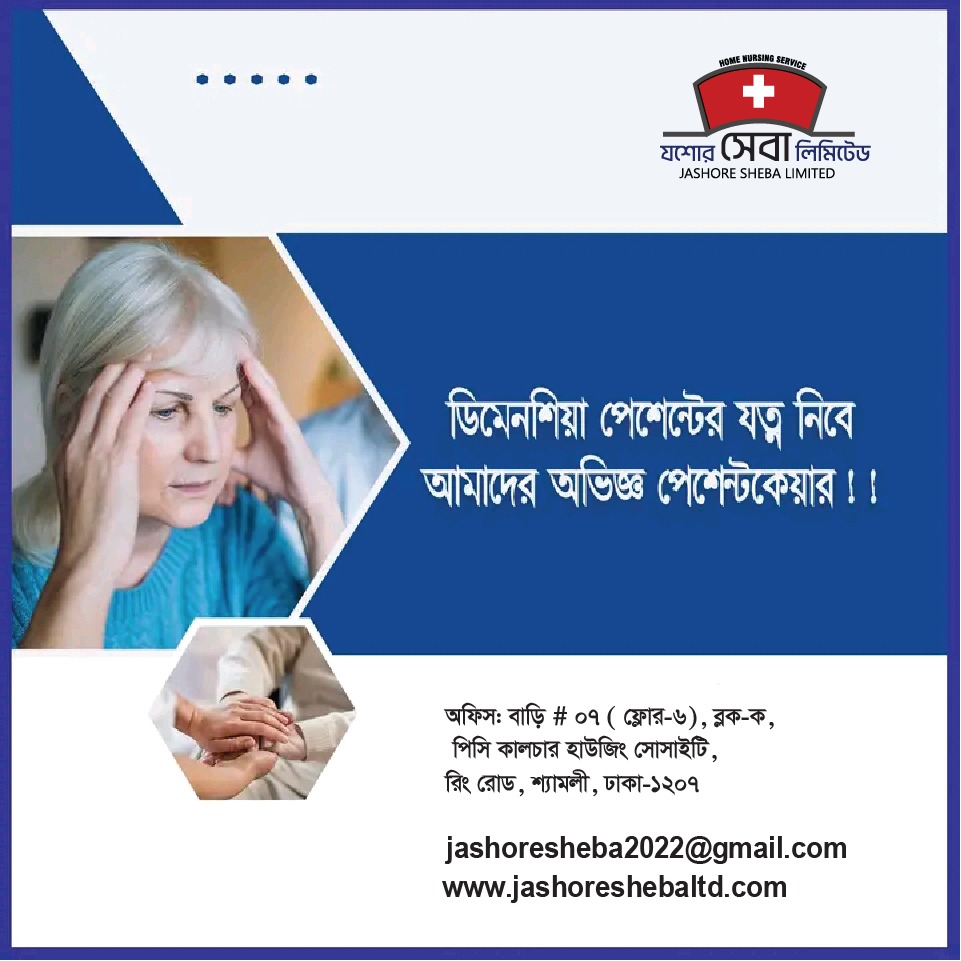 HOME NURSING SERVICE
যশোর সেবা লিমিটেড
JASHORE SHEBA LIMITED
ডিমেনশিয়া পেশেন্টের যত্ন নিবে
আমাদের অভিজ্ঞ পেশেন্টকেয়ার ! !
অফিস: বাড়ি # ০৭ ( ফ্লোর-৬), ব্লক-ক,
পিসি কালচার হাউজিং সোসাইটি,
রিং রোড, শ্যামলী, ঢাকা-১২০৭
jashoresheba2022@gmail.com
www.jashoreshebaltd.com